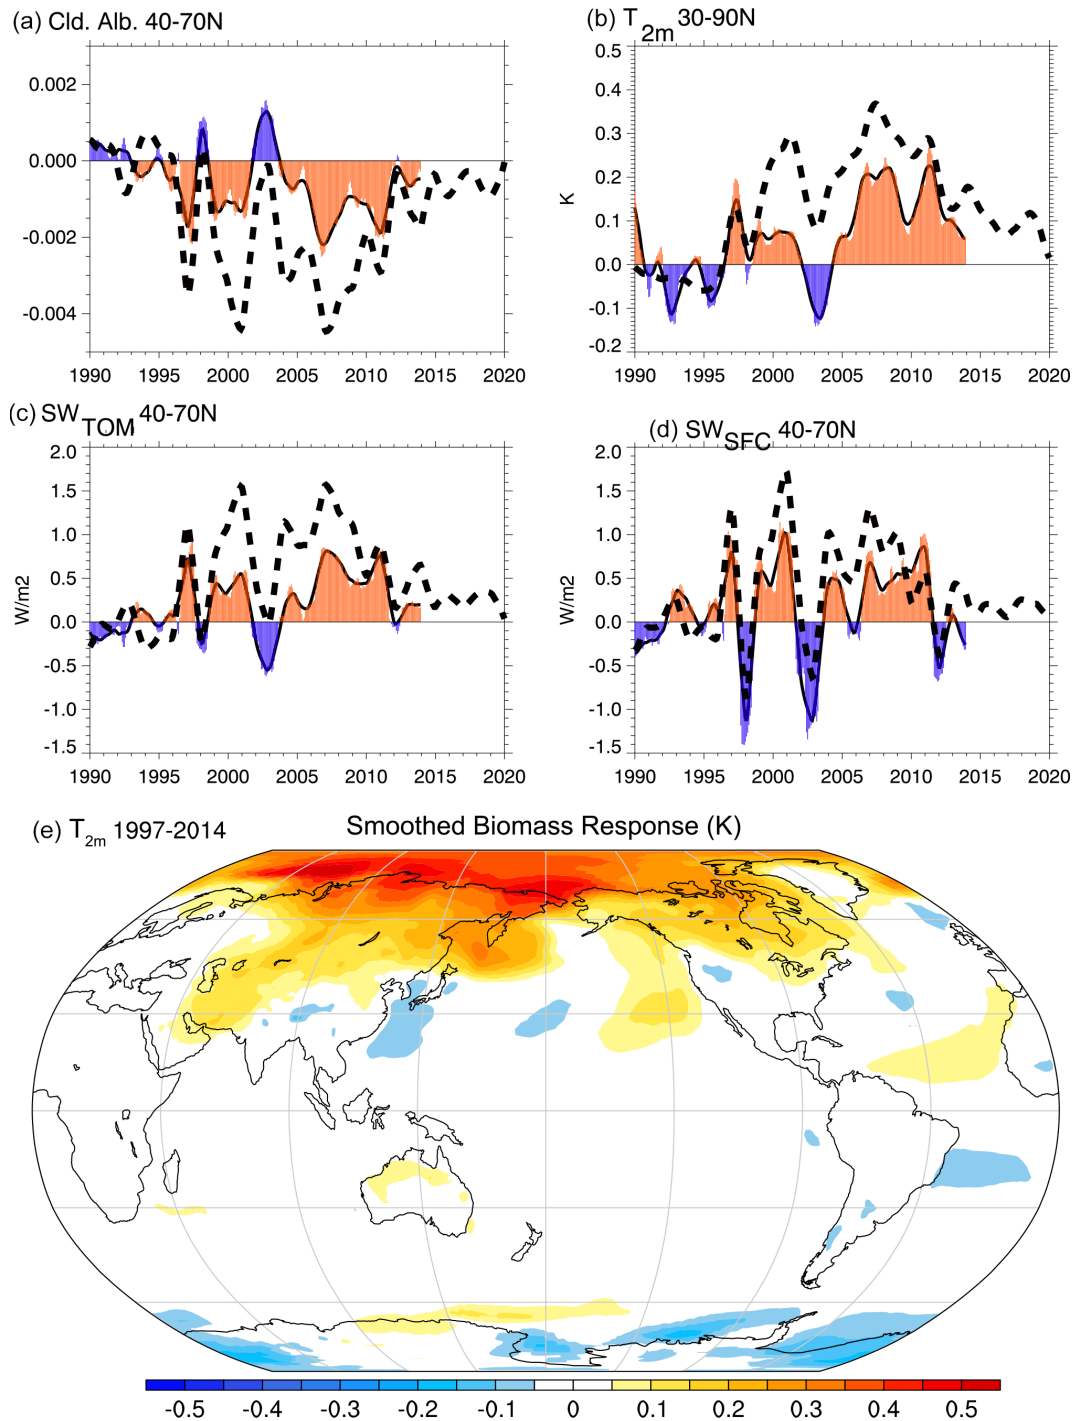 (a) Cld. Alb. 40-70N
0.002
0.000
-0.002
-0.004
1990 1995 2000 2005 2010 2015 2020
(b) T2m 30-90N
K
0.5
0.4
0.3
0.2
0.1
0.0
-0.1
-0.2
1990 1995 2000 2005 2010 2015 2020
(c) SWTOM 40-70N
W/m2
2.0
1.5
1.0
0.5
0.0
-0.5
-1.0
-1.5
1990 1995 2000 2005 2010 2015 2020
(d) SWSFC 40-70N
W/m2
2.0
1.5
1.0
0.5
0.0
-0.5
-1.0
-1.5
1990 1995 2000 2005 2010 2015 2020
(e) T2m 1997-2014
Smoothed Biomass Response (K)
-0.5 -0.4 -0.3 -0.2 -0.1 0 0.1 0.2 0.3 0.4 0.5